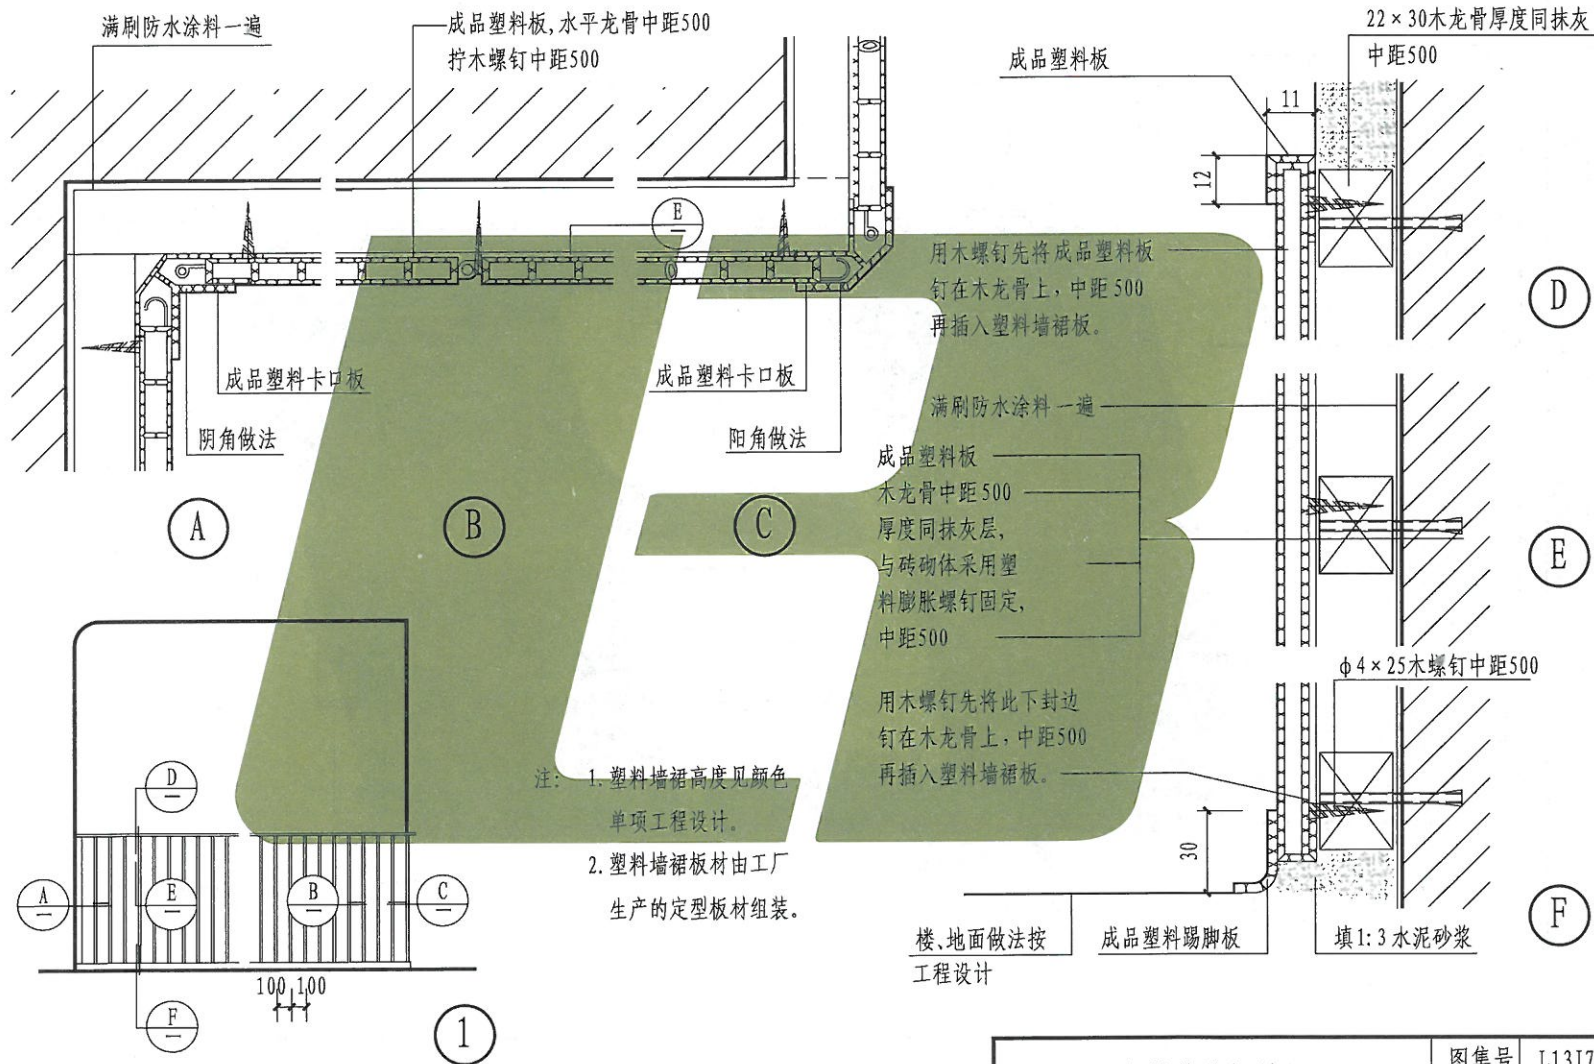 满刷防水涂料一遍
成品塑料板,水平龙骨中距500
拧木螺钉中距500
E
成品塑料卡口板
成品塑料卡口板
阴角做法
阳角做法
A
B
C
22×30木龙骨厚度同抹灰
中距500
成品塑料板
11
12
用木螺钉先将成品塑料板
钉在木龙骨上,中距500
再插入塑料墙裙板。
D
满刷防水涂料一遍
成品塑料板
木龙骨中距500
厚度同抹灰层,
与砖砌体采用塑
料膨胀螺钉固定,
中距500
E
φ4×25木螺钉中距500
用木螺钉先将此下封边
钉在木龙骨上,中距500
再插入塑料墙裙板。
30
楼、地面做法按
工程设计
成品塑料踢脚板
填1:3水泥砂浆
F
D
A
E
B
C
F
100 100
1
注: 1.塑料墙裙高度见颜色
单项工程设计。
2.塑料墙裙板材由工厂
生产的定型板材组装。
图集号 L13J7